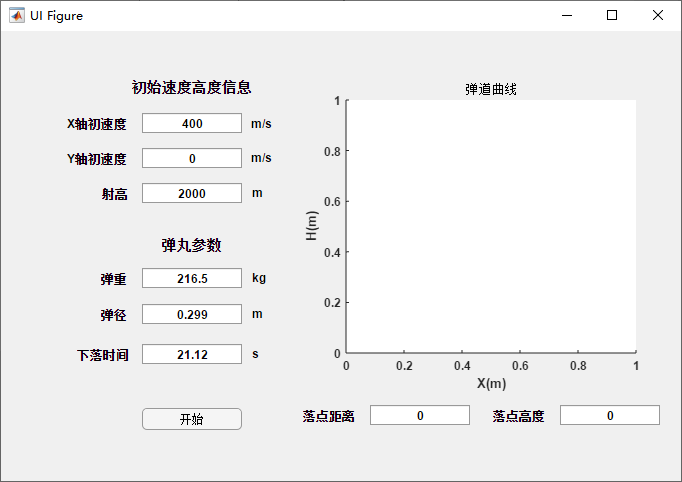 UI Figure
初始速度高度信息
X轴初速度 400 m/s
Y轴初速度 0 m/s
射高 2000 m
弹丸参数
弹重 216.5 kg
弹径 0.299 m
下落时间 21.12 s
开始
弹道曲线
1
0.8
0.6
0.4
0.2
0
H(m)
0 0.2 0.4 0.6 0.8 1
X(m)
落点距离 0 落点高度 0